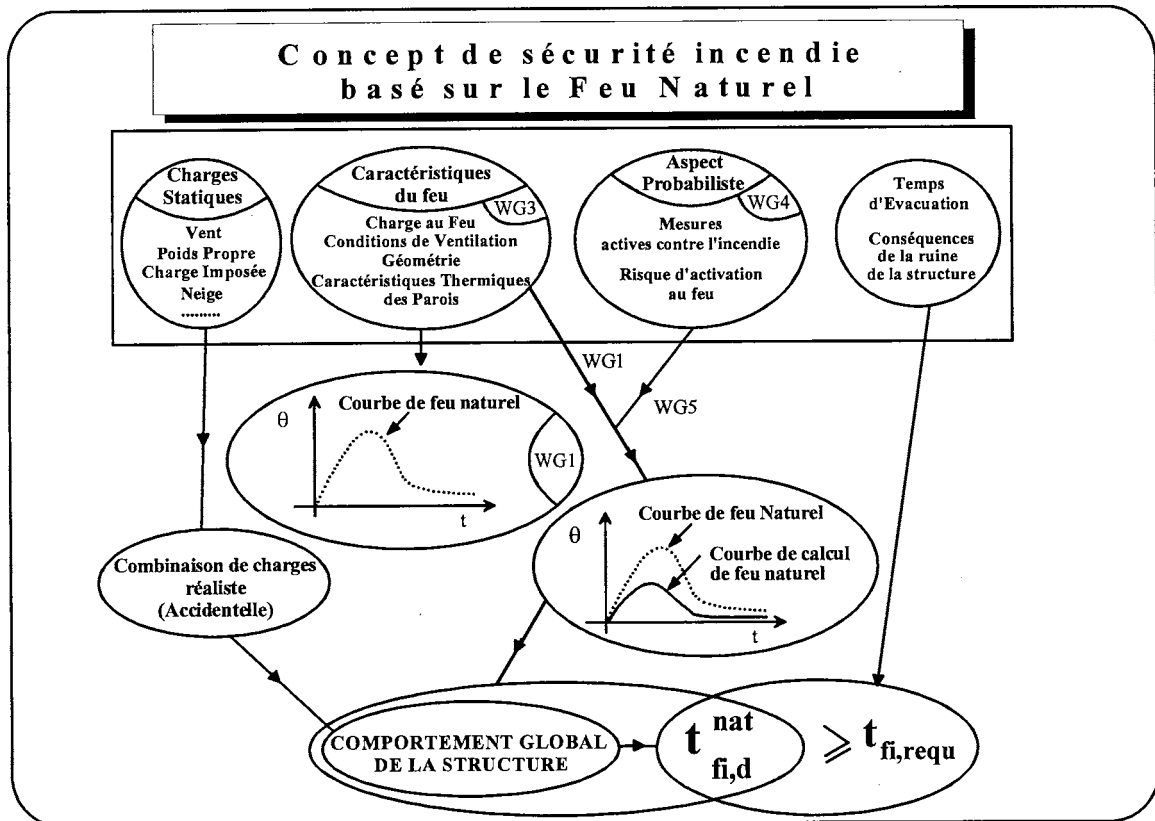 Concept de sécurité incendie
basé sur le Feu Naturel
Charges
Statiques
Vent
Poids Propre
Charge Imposée
Neige
.........
Caractéristiques
du feu
WG3
Charge au Feu
Conditions de Ventilation
Géométrie
Caractéristiques Thermiques
des Parois
Aspect
Probabiliste
WG4
Mesures
actives contre l'incendie
Risque d'activation
au feu
Temps
d'Evacuation
Conséquences
de la ruine
de la structure
WG1
WG5
θ
Courbe de feu naturel
WG1
t
Combinaison de charges
réaliste
(Accidentelle)
θ
Courbe de feu Naturel
Courbe de calcul
de feu naturel
t
COMPORTEMENT GLOBAL
DE LA STRUCTURE
t nat fi,d ⩾ t fi,requ